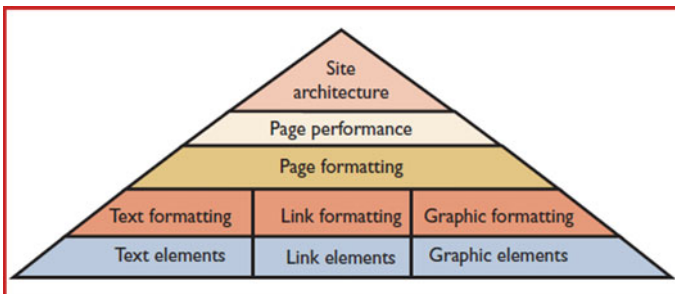 Site
architecture
Page performance
Page formatting
Text formatting Link formatting Graphic formatting
Text elements Link elements Graphic elements